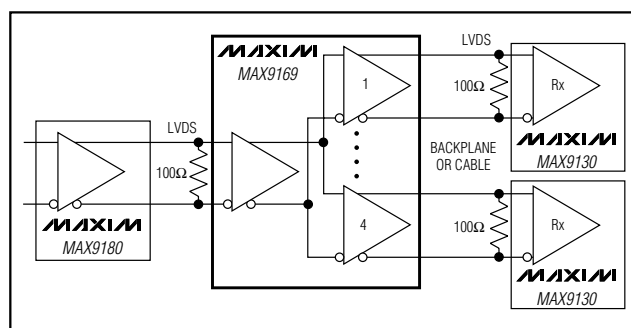 MAXIM
MAX9180
LVDS
100Ω
MAXIM
MAX9169
1
4
LVDS
100Ω
BACKPLANE
OR CABLE
100Ω
Rx
MAXIM
MAX9130
Rx
MAXIM
MAX9130